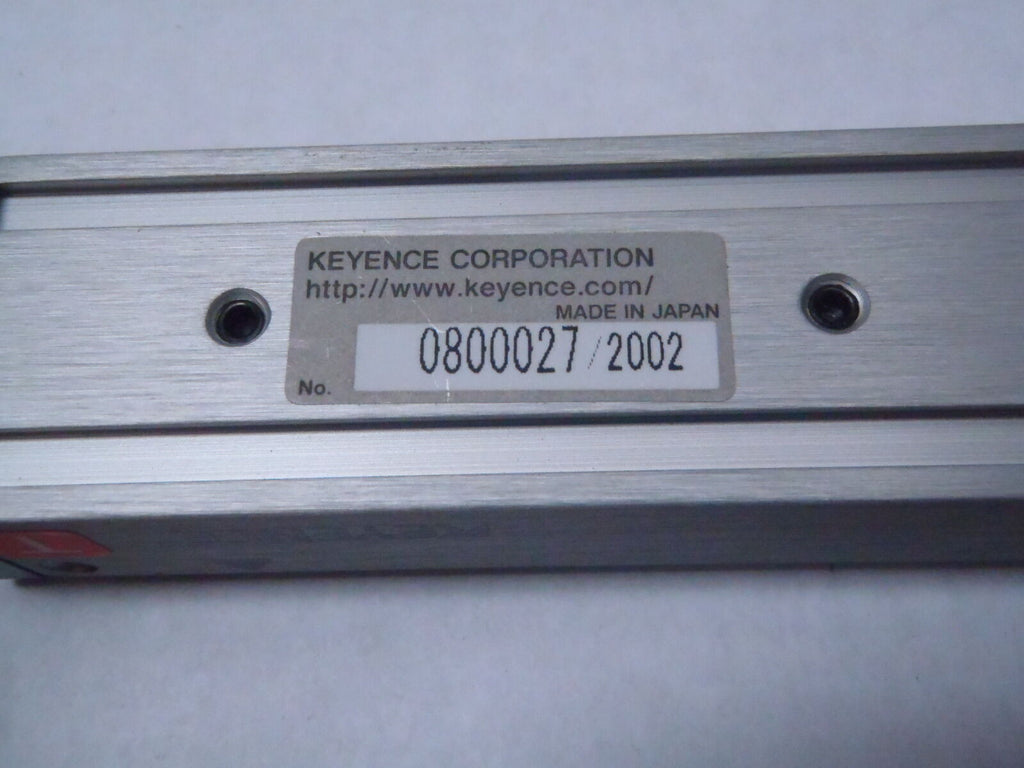 KEYENCE CORPORATION
http://www.keyence.com/
MADE IN JAPAN
No. 0800027/2002